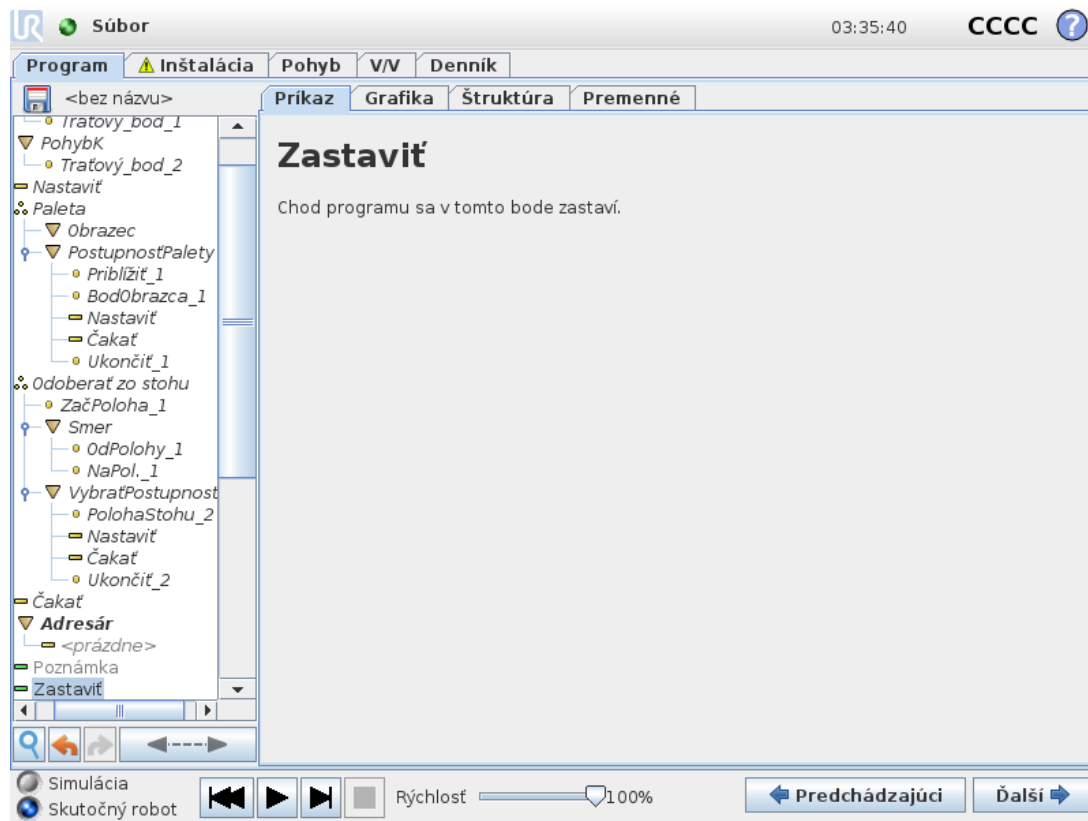 Súbor
03:35:40
CCCC
?
Program
Inštalácia
Pohyb
V/V
Denník
<bez názvu>
Príkaz
Grafika
Štruktúra
Premenné
Traťový_bod_1
PohybK
Traťový_bod_2
Nastaviť
Paleta
Obrazec
PostupnosťPalety
Priblížiť_1
BodObrazca_1
Nastaviť
Čakať
Ukončiť_1
Odoberať zo stohu
ZačPoloha_1
Smer
OdPolohy_1
NaPol._1
VybraťPostupnosť
PolohaStohu_2
Nastaviť
Čakať
Ukončiť_2
Čakať
Adresár
<prázdne>
Poznámka
Zastaviť
Zastaviť
Chod programu sa v tomto bode zastaví.
Simulácia
Skutočný robot
Rýchlosť
100%
Predchádzajúci
Ďalší